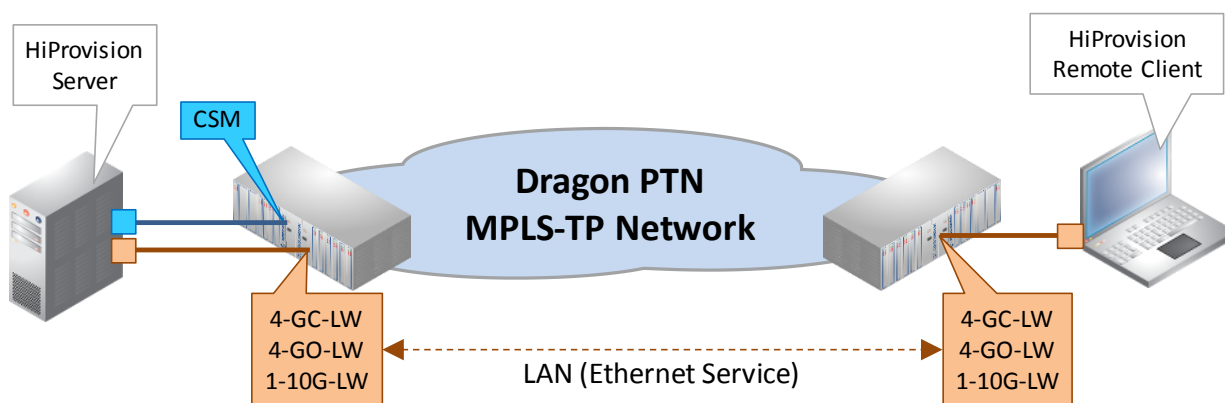 HiProvision
Server
CSM
Dragon PTN
MPLS-TP Network
HiProvision
Remote Client
4-GC-LW
4-GO-LW
1-10G-LW
LAN (Ethernet Service)
4-GC-LW
4-GO-LW
1-10G-LW